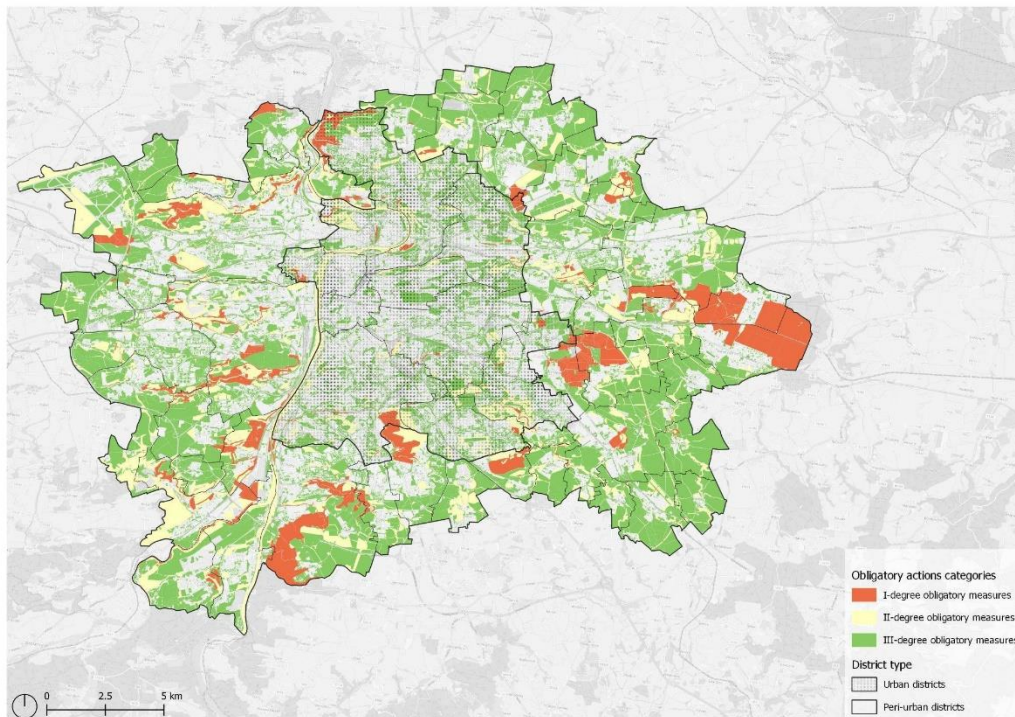 Obligatory actions categories
I-degree obligatory measures
II-degree obligatory measures
III-degree obligatory measures
District type
Urban districts
Peri-urban districts
0 2.5 5 km